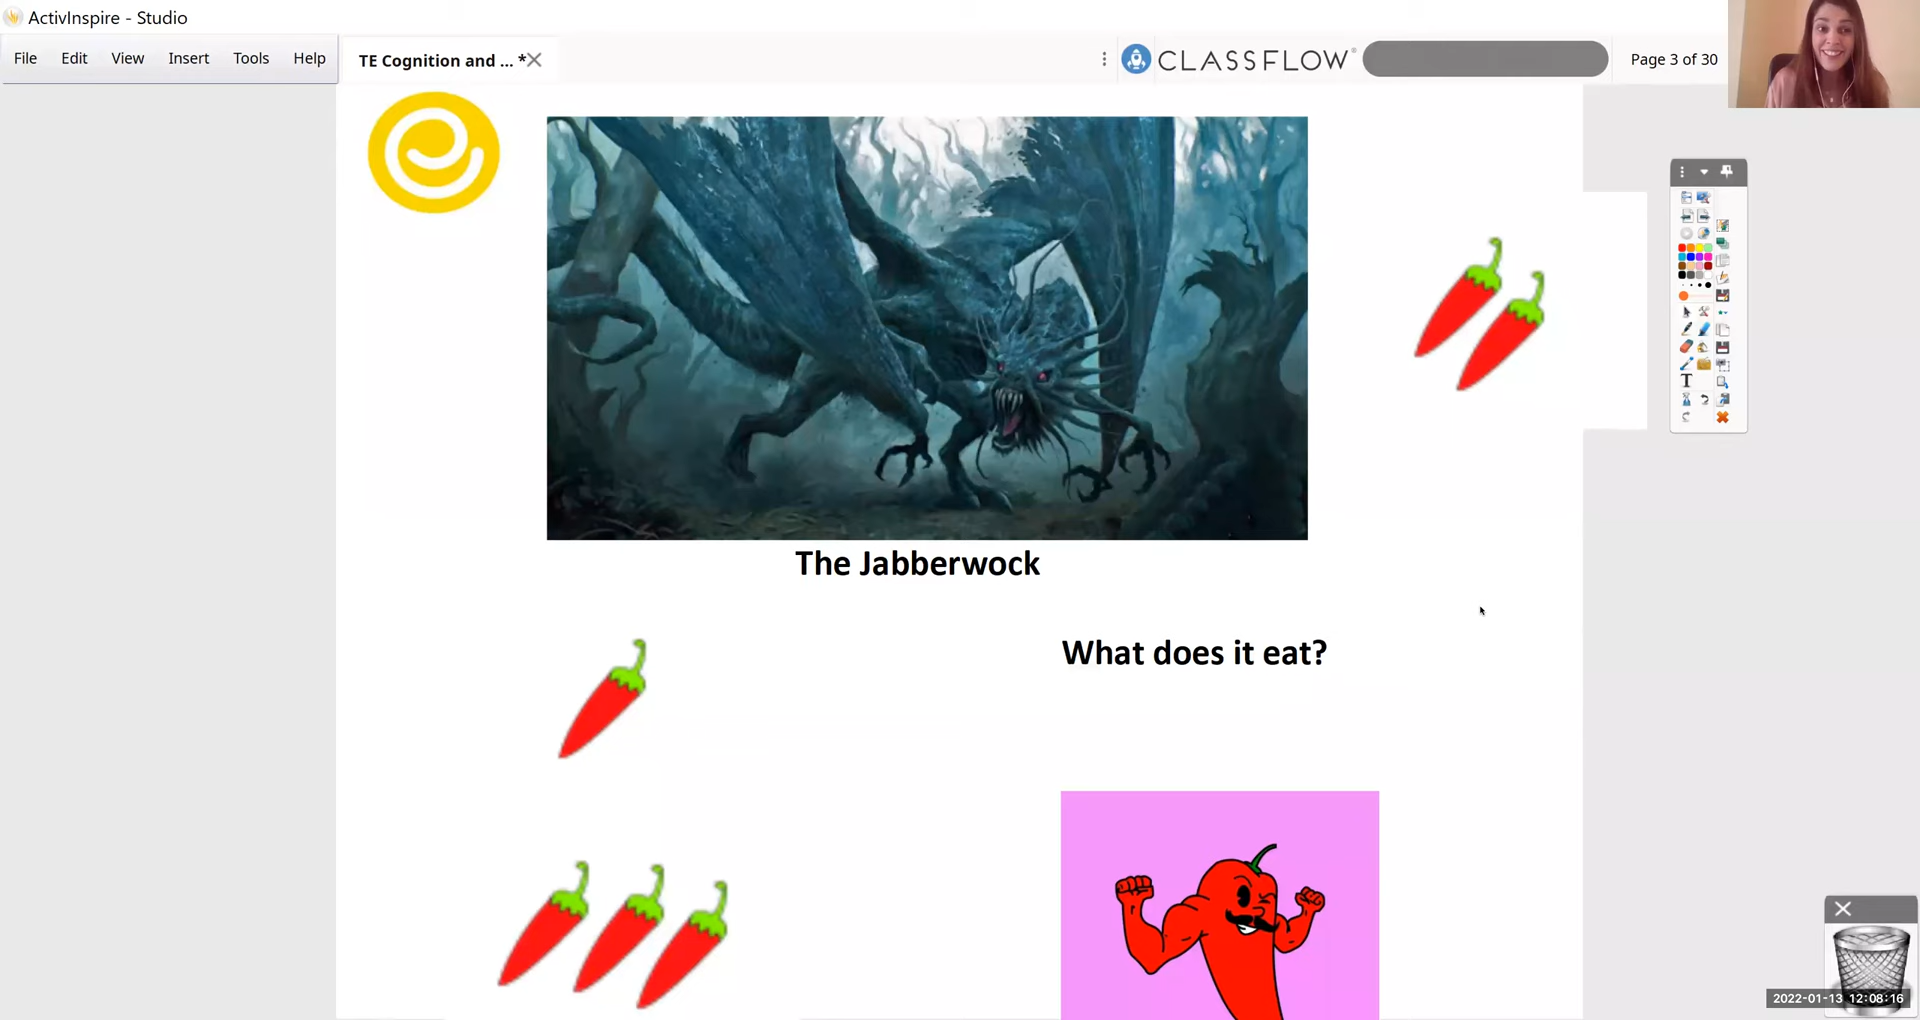 ActivInspire - Studio
File Edit View Insert Tools Help
TE Cognition and ... *
CLASSFLOW
Page 3 of 30
The Jabberwock
What does it eat?
T
2022-01-13 12:08:16